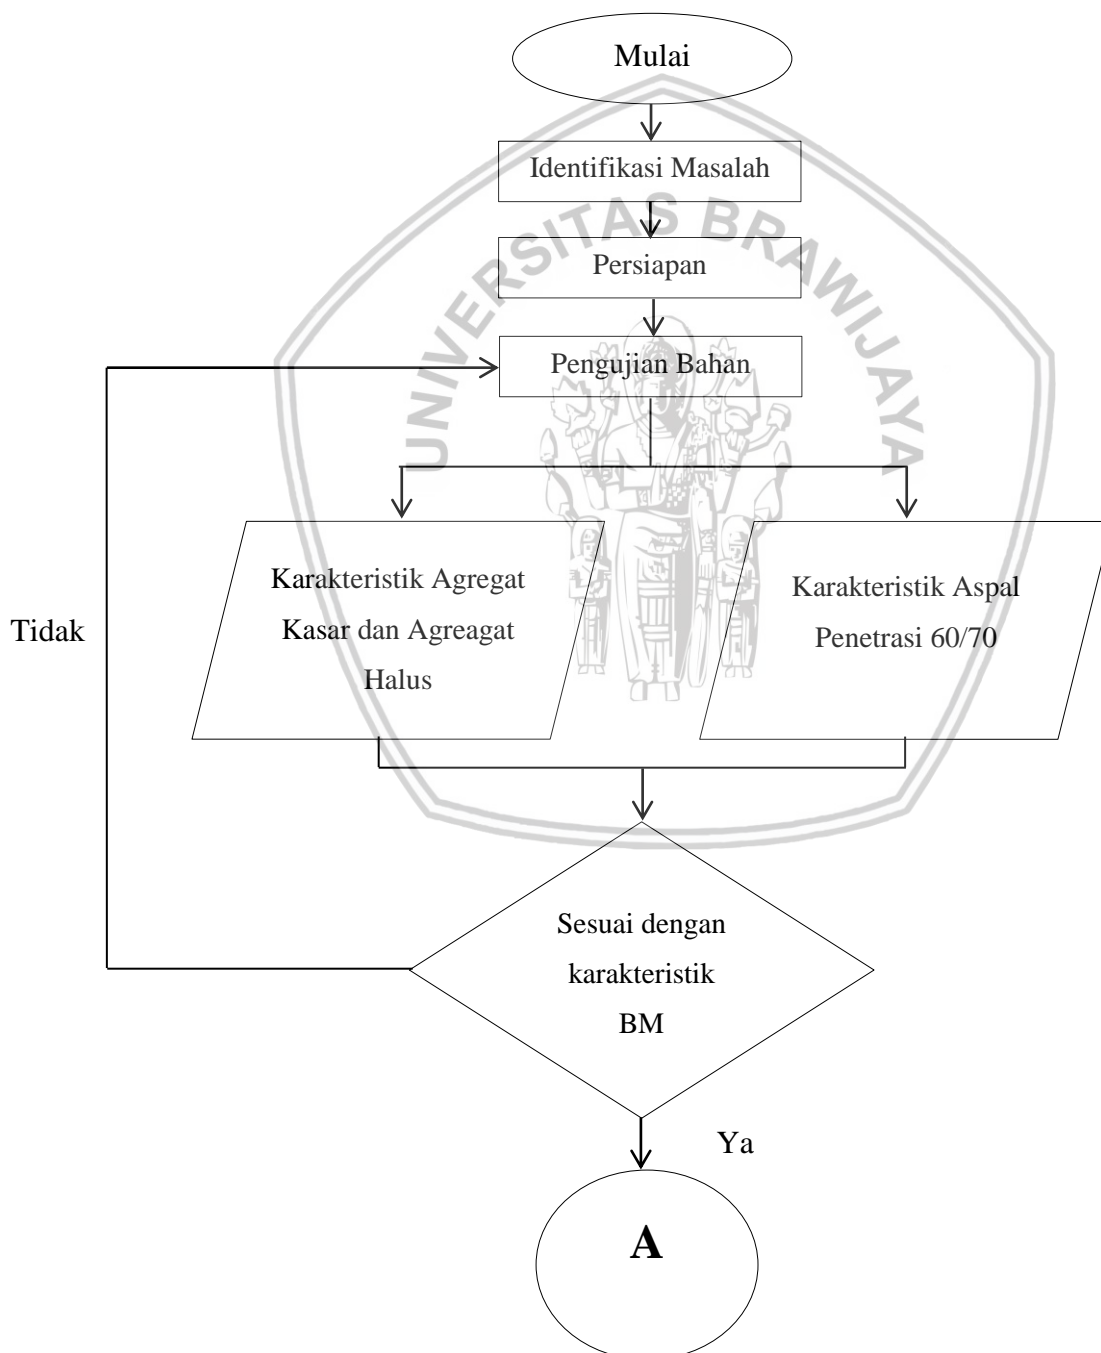 Mulai
Identifikasi Masalah
UNIVERSITAS BRAWIJAYA
Persiapan
Pengujian Bahan
Karakteristik Agregat
Kasar dan Agreagat
Halus
Karakteristik Aspal
Penetrasi 60/70
Tidak
Sesuai dengan
karakteristik
BM
Ya
A